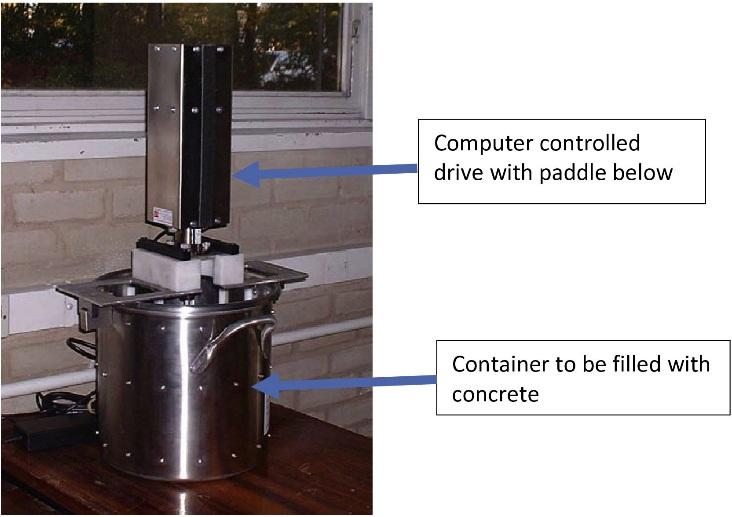 Computer controlled
drive with paddle below
Container to be filled with
concrete